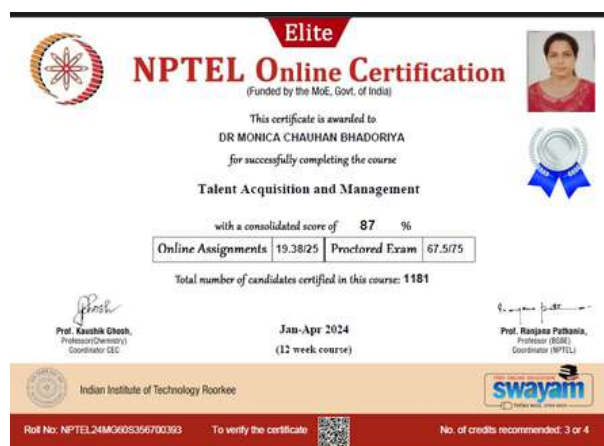 Elite
NPTEL Online Certification
(Funded by the MoE, Govt. of India)
This certificate is awarded to
DR MONICA CHAUHAN BHADORIYA
for successfully completing the course
Talent Acquisition and Management
with a consolidated score of 87 %
Online Assignments 19.38/25 Proctored Exam 67.5/75
Total number of candidates certified in this course: 1181
Prof. Kaushik Ghosh,
Professor(Chemistry)
Coordinator CEC
Jan-Apr 2024
(12 week course)
Prof. Ranjana Pathania,
Professor (BSBE)
Coordinator (NPTEL)
Indian Institute of Technology Roorkee
FREE ONLINE EDUCATION
swayam
Roll No: NPTEL24MG60S356700393 To verify the certificate No. of credits recommended: 3 or 4